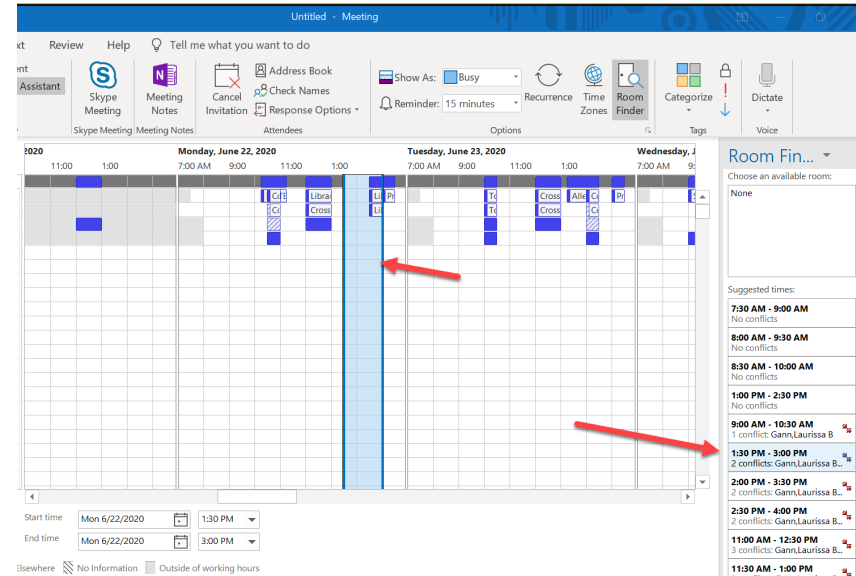 Untitled - Meeting
xt Review Help Tell me what you want to do
ent
Assistant
Skype
Meeting
Meeting
Notes
Cancel
Invitation
Address Book
Check Names
Response Options
Show As: Busy
Reminder: 15 minutes
Recurrence
Time
Zones
Room
Finder
Categorize
Dictate
Skype Meeting Meeting Notes Attendees Options Tags Voice
2020 Monday, June 22, 2020 Tuesday, June 23, 2020 Wednesday, J
11:00 1:00 7:00 AM 9:00 11:00 1:00 7:00 AM 9:00 11:00 1:00 7:00 AM 9:
Librar Li Pr Cross Alle Pr
Cross Li Cross
Room Fin...
Choose an available room:
None
Suggested times:
7:30 AM - 9:00 AM
No conflicts
8:00 AM - 9:30 AM
No conflicts
8:30 AM - 10:00 AM
No conflicts
1:00 PM - 2:30 PM
No conflicts
9:00 AM - 10:30 AM
1 conflict: Gann,Laurissa B
1:30 PM - 3:00 PM
2 conflicts: Gann,Laurissa B...
2:00 PM - 3:30 PM
2 conflicts: Gann,Laurissa B...
2:30 PM - 4:00 PM
2 conflicts: Gann,Laurissa B...
11:00 AM - 12:30 PM
3 conflicts: Gann,Laurissa B...
11:30 AM - 1:00 PM
Start time Mon 6/22/2020 1:30 PM
End time Mon 6/22/2020 3:00 PM
Elsewhere No Information Outside of working hours